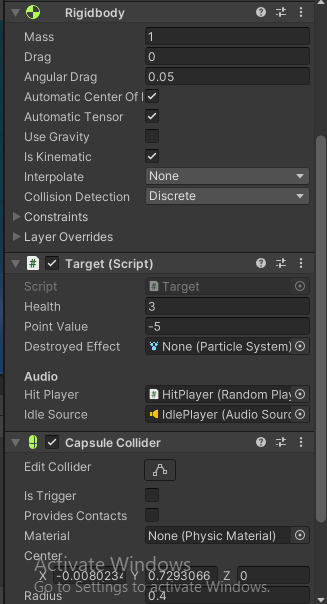 Rigidbody
Mass 1
Drag 0
Angular Drag 0.05
Automatic Center Of
Automatic Tensor
Use Gravity
Is Kinematic
Interpolate None
Collision Detection Discrete
Constraints
Layer Overrides
# Target (Script)
Script # Target
Health 3
Point Value -5
Destroyed Effect None (Particle System)
Audio
Hit Player # HitPlayer (Random Play
Idle Source IdlePlayer (Audio Sourc
Capsule Collider
Edit Collider
Is Trigger
Provides Contacts
Material None (Physic Material)
Center
X -0.0080234 Y 0.7293066 Z 0
Radius 0.4
Activate Windows
Go to Settings to activate Windows.